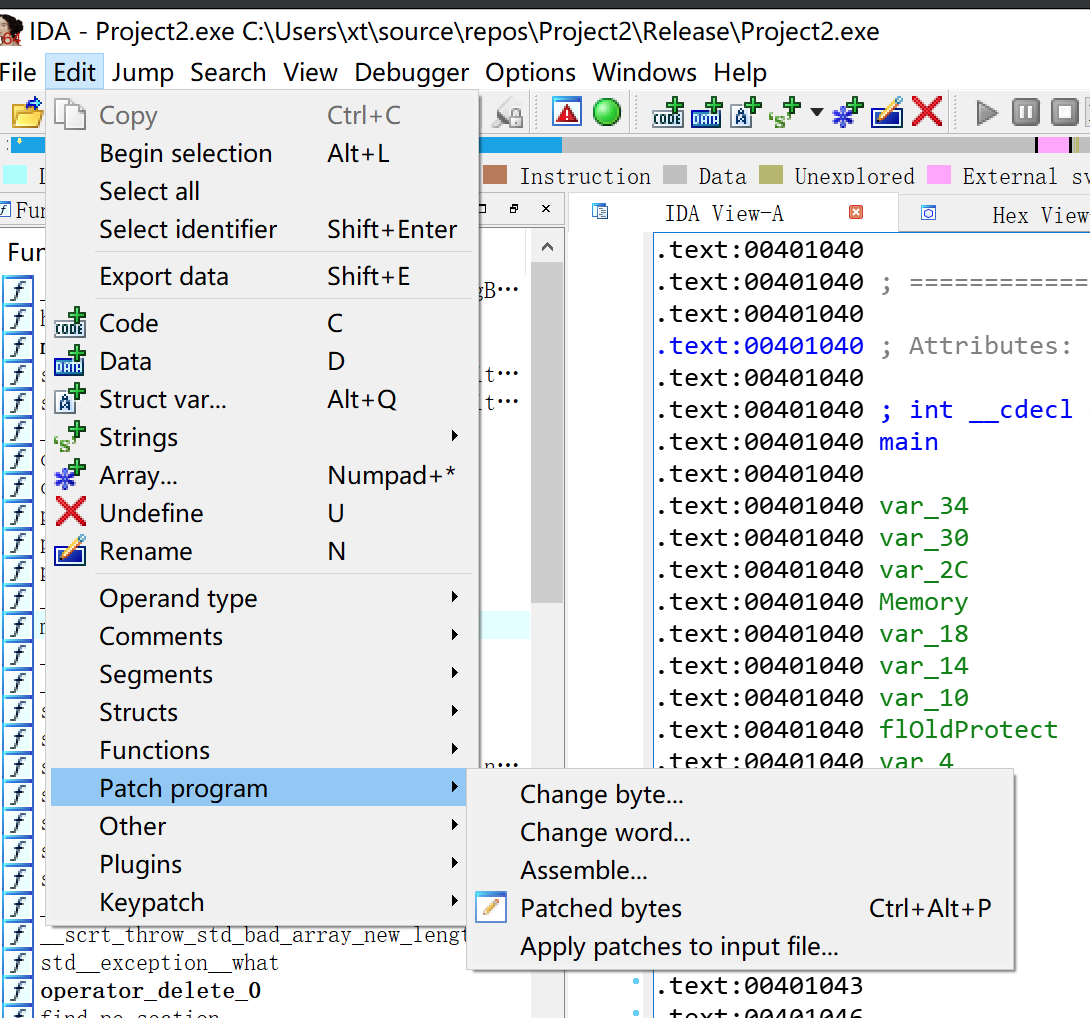 IDA - Project2.exe C:\Users\xt\source\repos\Project2\Release\Project2.exe
File Edit Jump Search View Debugger Options Windows Help
Copy Ctrl+C
Begin selection Alt+L
Select all
Select identifier Shift+Enter
Export data Shift+E
Code C
Data D
Struct var... Alt+Q
Strings
Array... Numpad+*
Undefine U
Rename N
Operand type
Comments
Segments
Structs
Functions
Patch program
Other
Plugins
Keypatch
Change byte...
Change word...
Assemble...
Patched bytes Ctrl+Alt+P
Apply patches to input file...
__scrt_throw_std_bad_array_new_lengt
std__exception__what
operator_delete_0
find_pe_section
Instruction Data Unexplored External
IDA View-A Hex View
.text:00401040
.text:00401040 ; ============
.text:00401040
.text:00401040 ; Attributes:
.text:00401040
.text:00401040 ; int __cdecl
.text:00401040 main
.text:00401040
.text:00401040 var_34
.text:00401040 var_30
.text:00401040 var_2C
.text:00401040 Memory
.text:00401040 var_18
.text:00401040 var_14
.text:00401040 var_10
.text:00401040 flOldProtect
.text:00401040 var_4
.text:00401043
.text:00401046